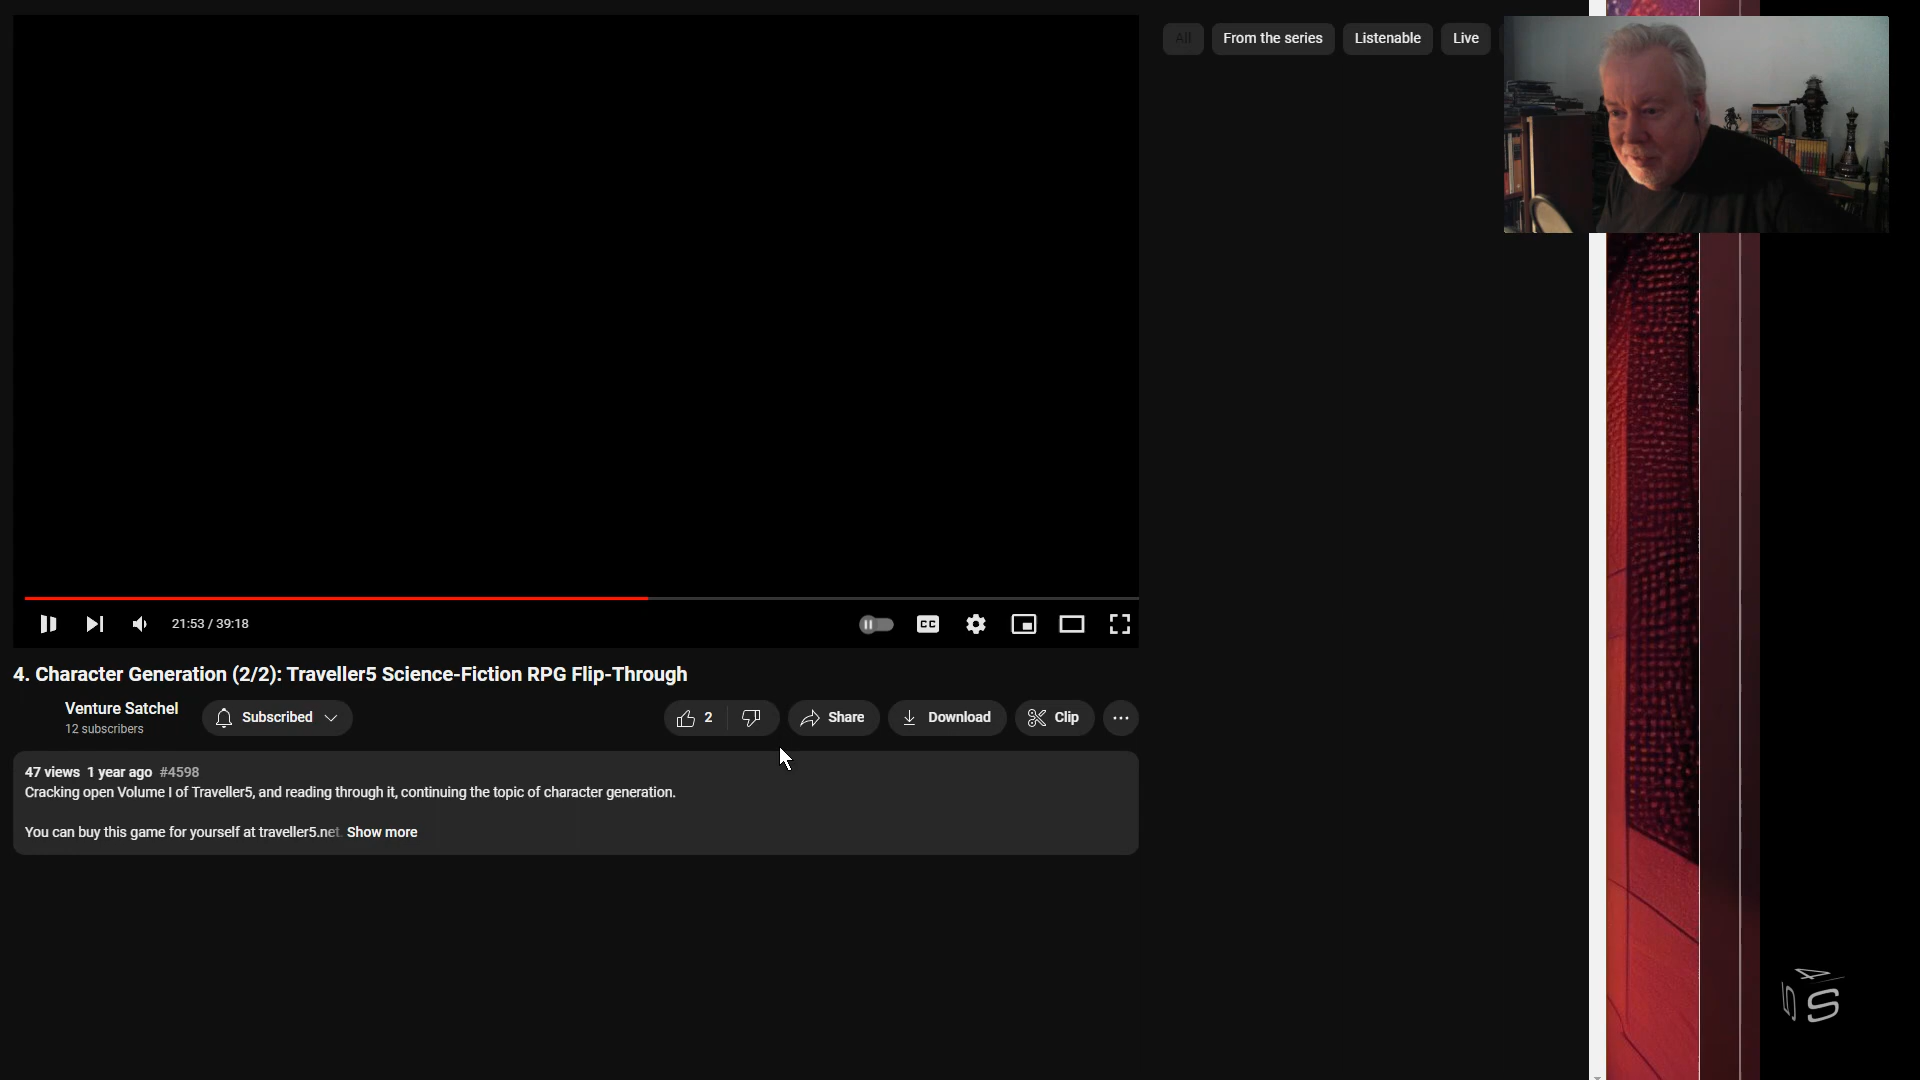 All
From the series
Listenable
Live
CC
21:53 / 39:18
4. Character Generation (2/2): Traveller5 Science-Fiction RPG Flip-Through
Venture Satchel
12 subscribers
Subscribed
2
Share
Download
Clip
47 views 1 year ago #4598
Cracking open Volume I of Traveller5, and reading through it, continuing the topic of character generation.
You can buy this game for yourself at traveller5.net. Show more